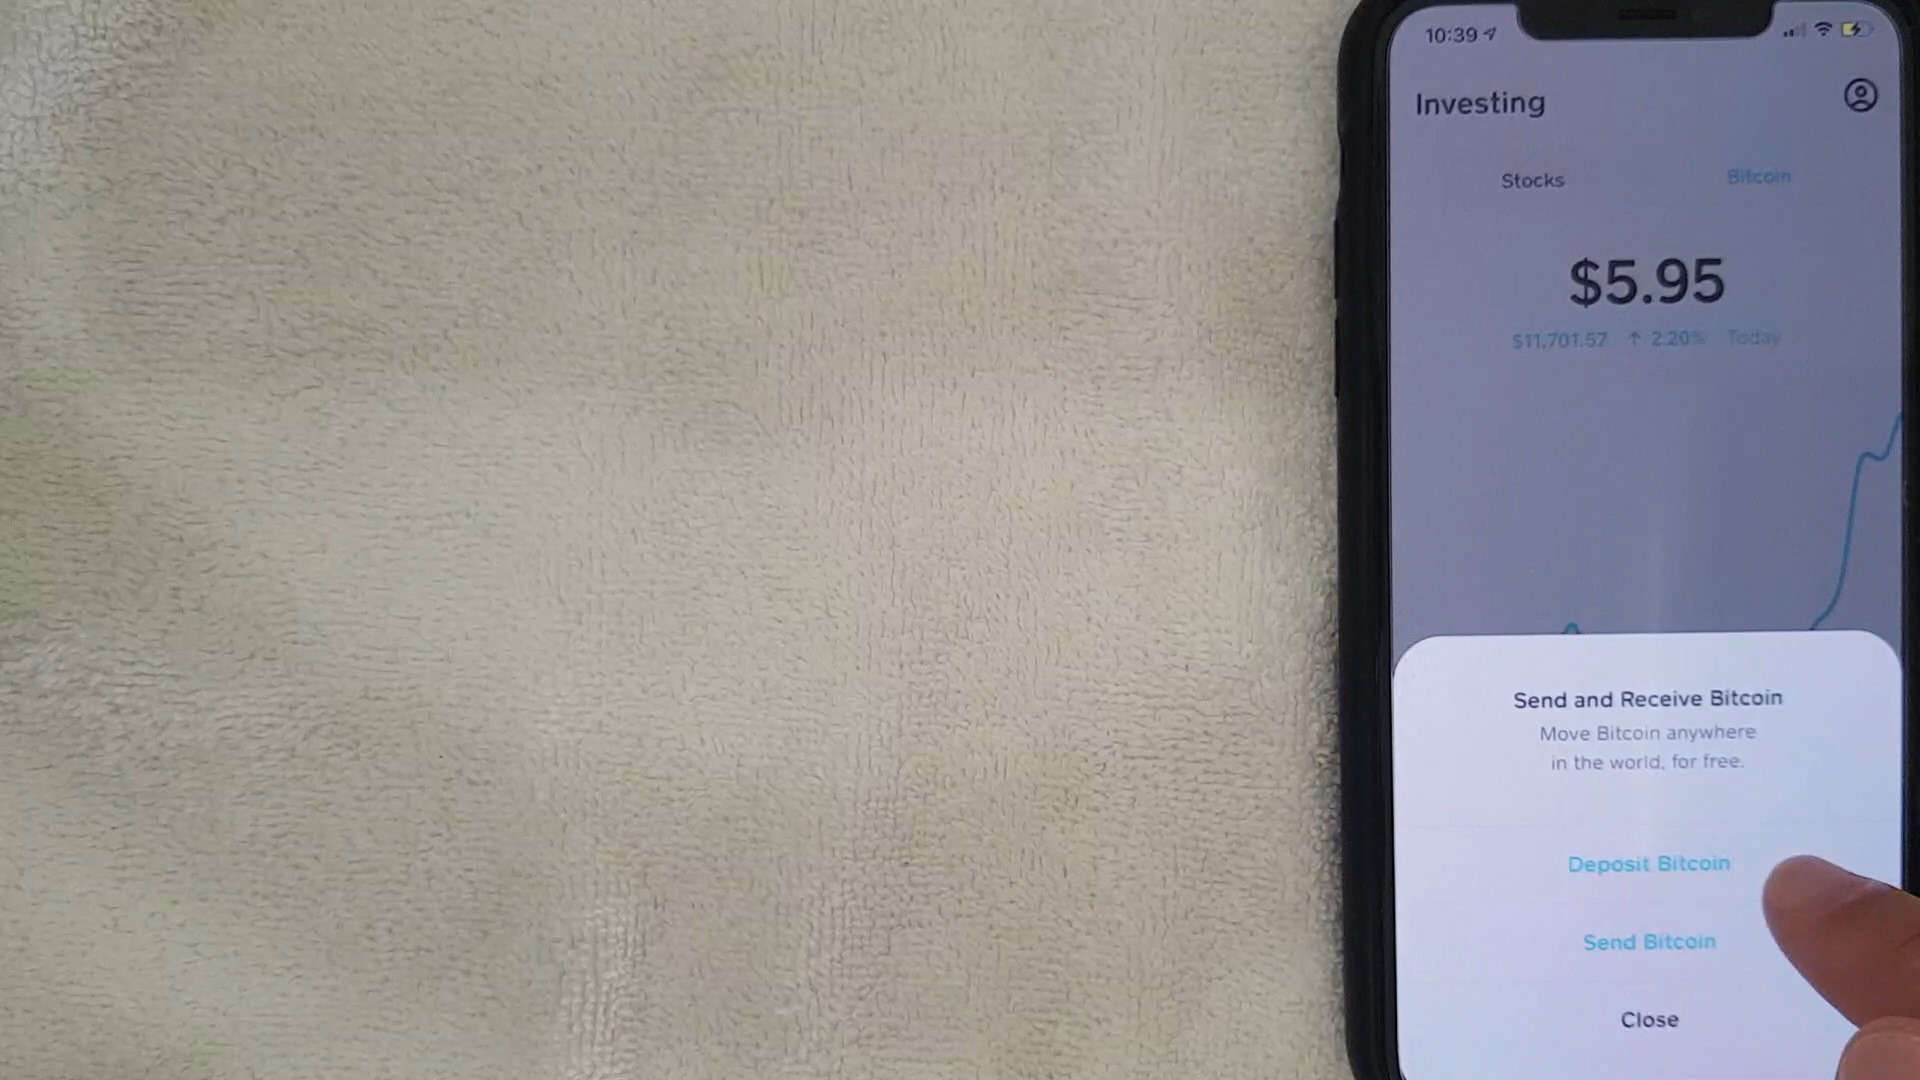 10:39
Investing
Stocks Bitcoin
$5.95
$11,701.57 ↑ 2.20% Today
Send and Receive Bitcoin
Move Bitcoin anywhere
in the world, for free.
Deposit Bitcoin
Send Bitcoin
Close